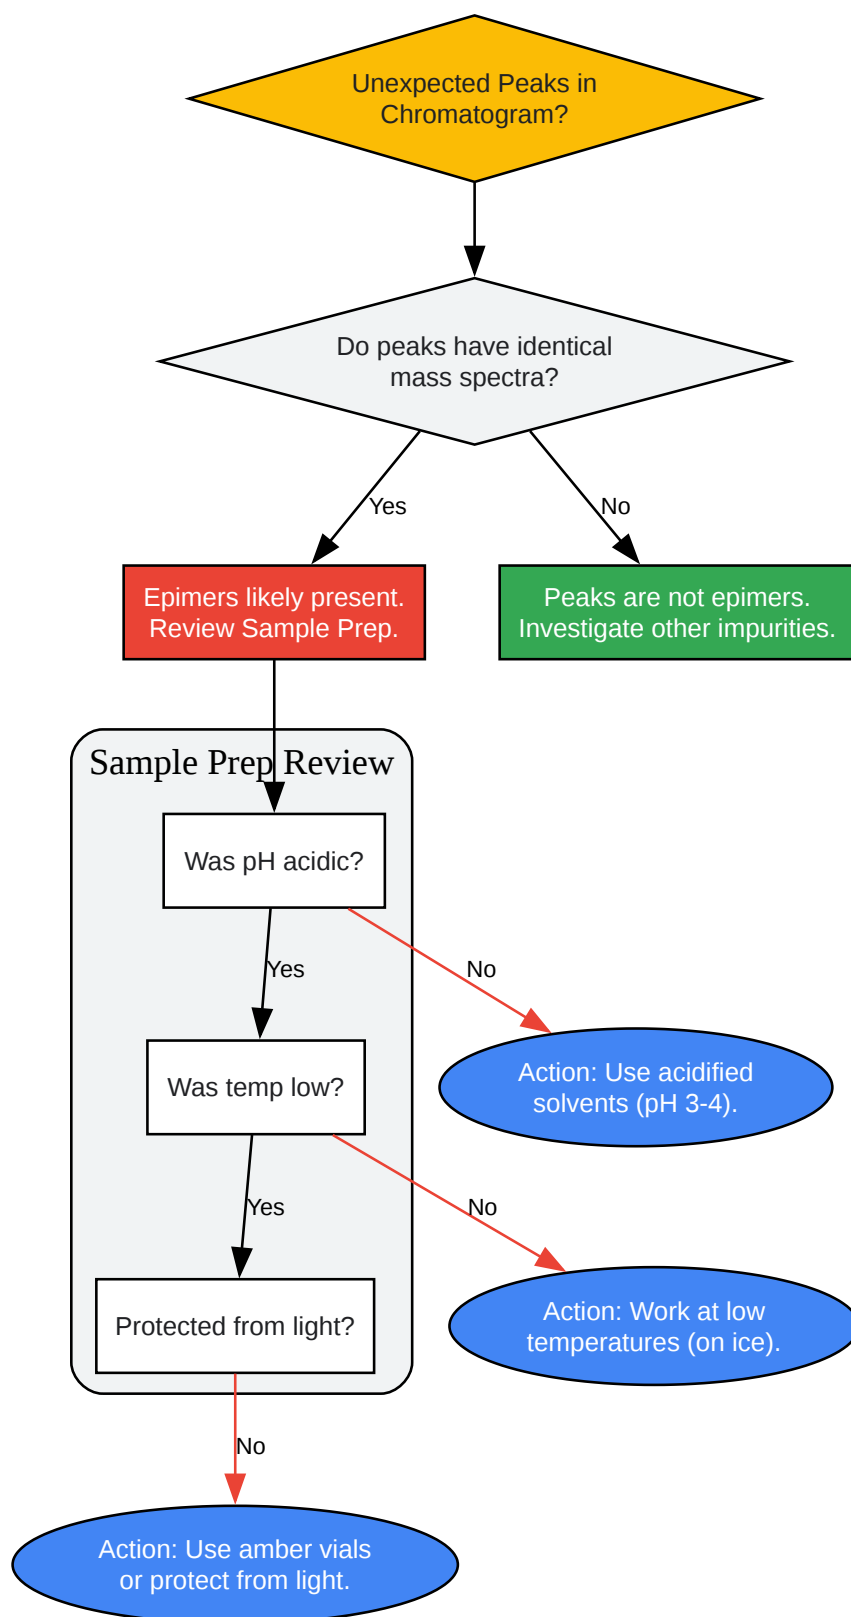 Unexpected Peaks in
Chromatogram?
Do peaks have identical
mass spectra?
Yes
No
Epimers likely present.
Review Sample Prep.
Peaks are not epimers.
Investigate other impurities.
Sample Prep Review
Was pH acidic?
Yes
No
Was temp low?
Action: Use acidified
solvents (pH 3-4).
Yes
No
Protected from light?
Action: Work at low
temperatures (on ice).
No
Action: Use amber vials
or protect from light.